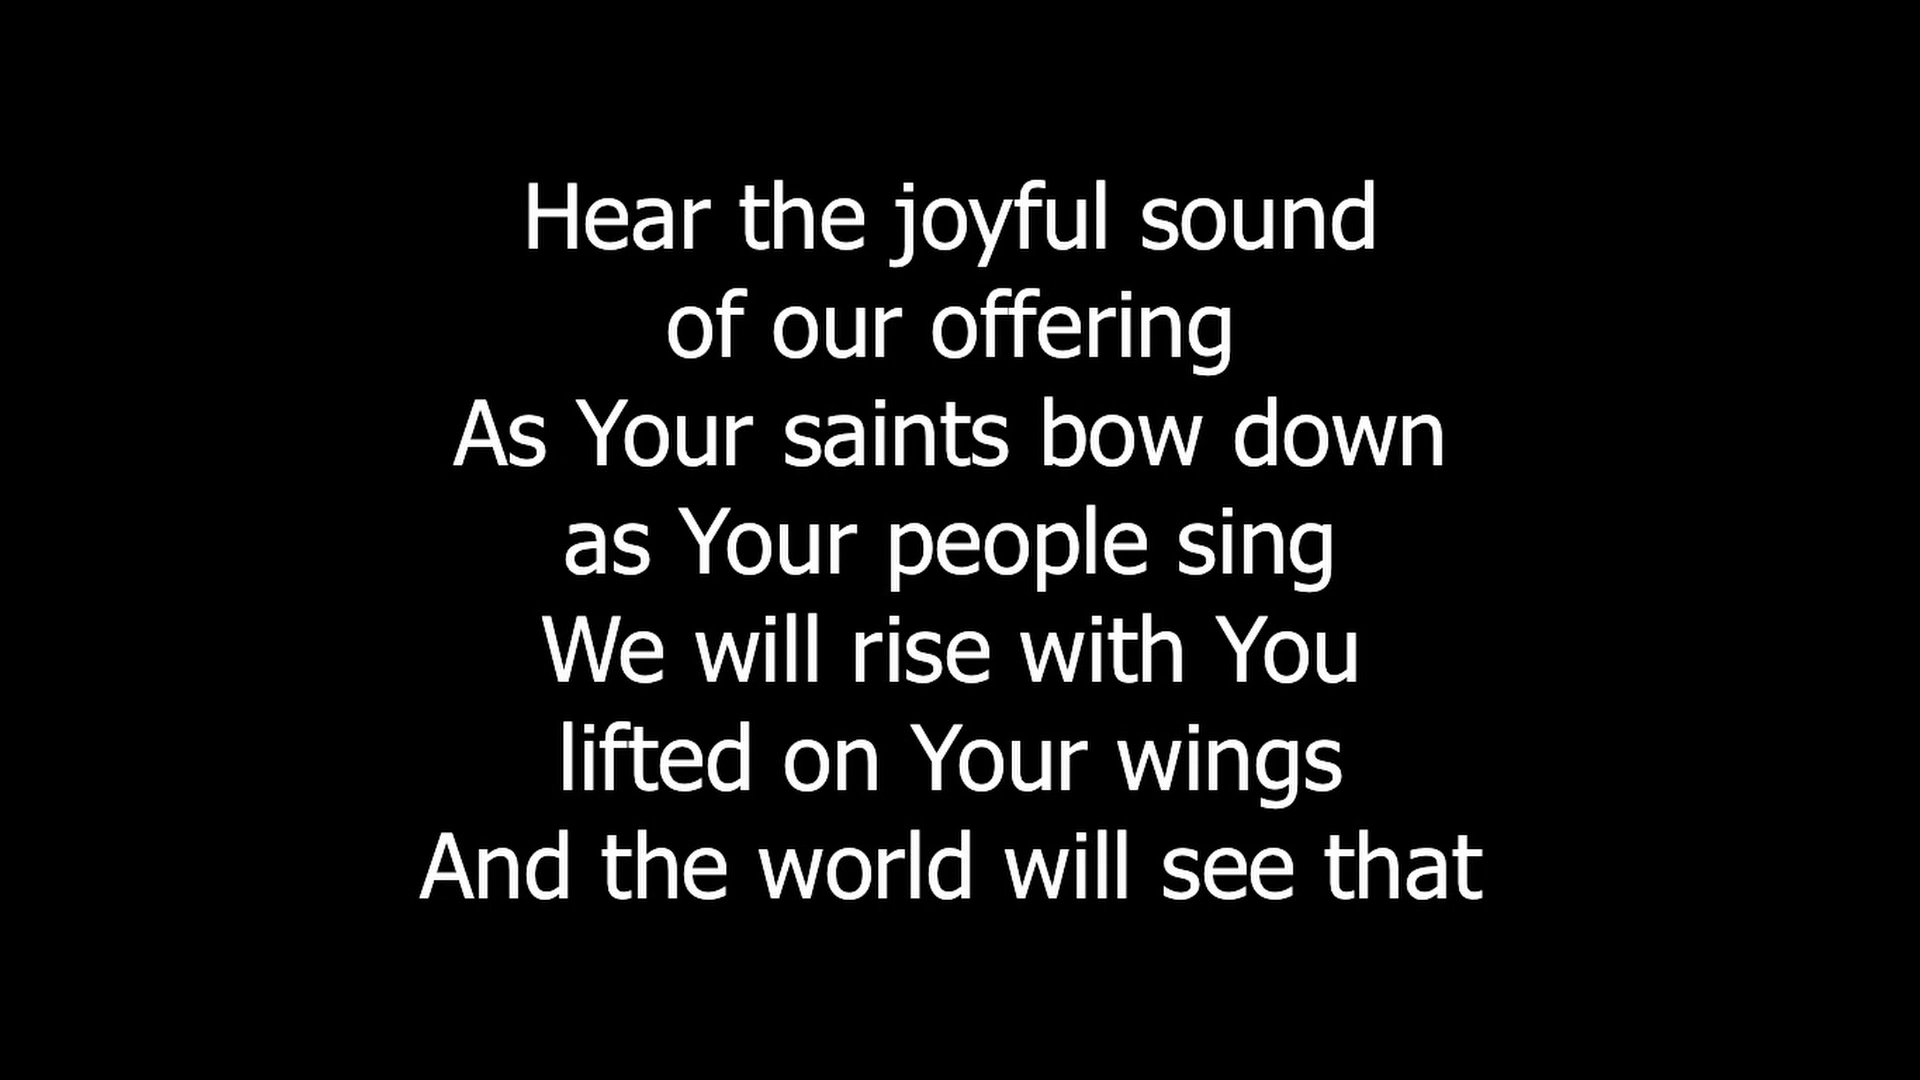 Hear the joyful sound
of our offering
As Your saints bow down
as Your people sing
We will rise with You
lifted on Your wings
And the world will see that